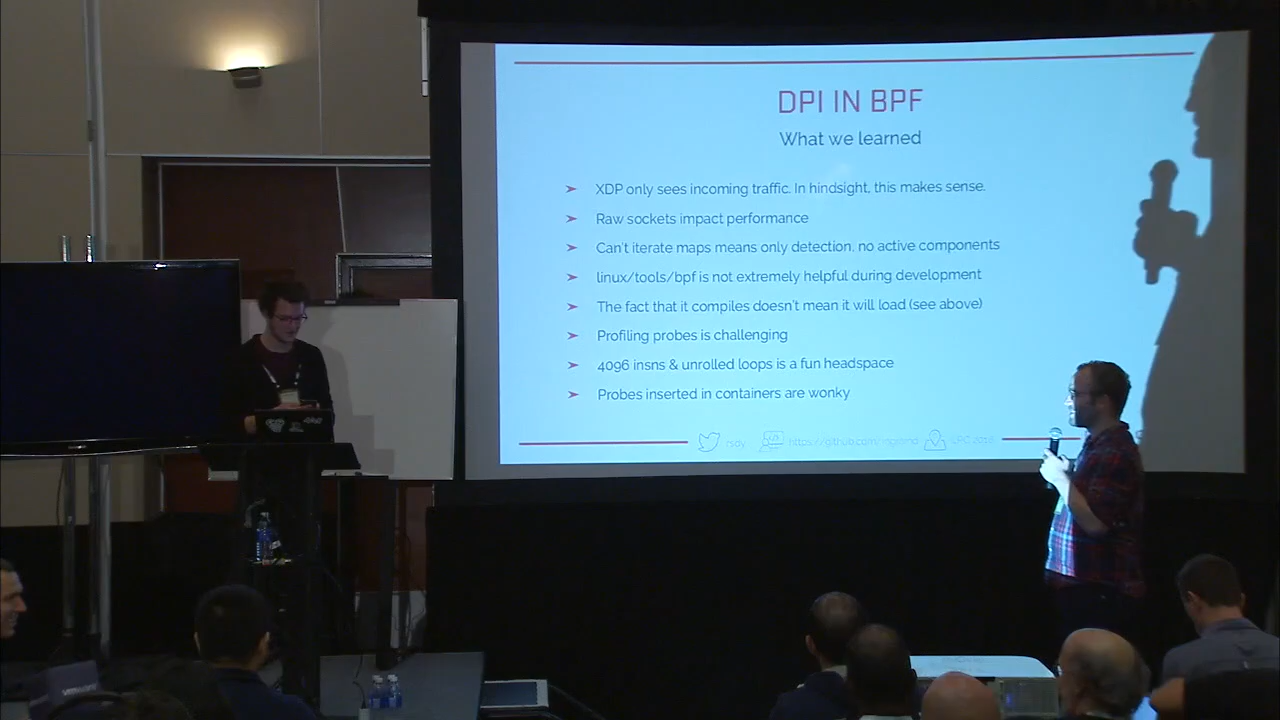 DPI IN BPF
What we learned
➤ XDP only sees incoming traffic. In hindsight, this makes sense.
➤ Raw sockets impact performance
➤ Can't iterate maps means only detection, no active components
➤ linux/tools/bpf is not extremely helpful during development
➤ The fact that it compiles doesn't mean it will load (see above)
➤ Profiling probes is challenging
➤ 4096 insns & unrolled loops is a fun headspace
➤ Probes inserted in containers are wonky
LPC 2018